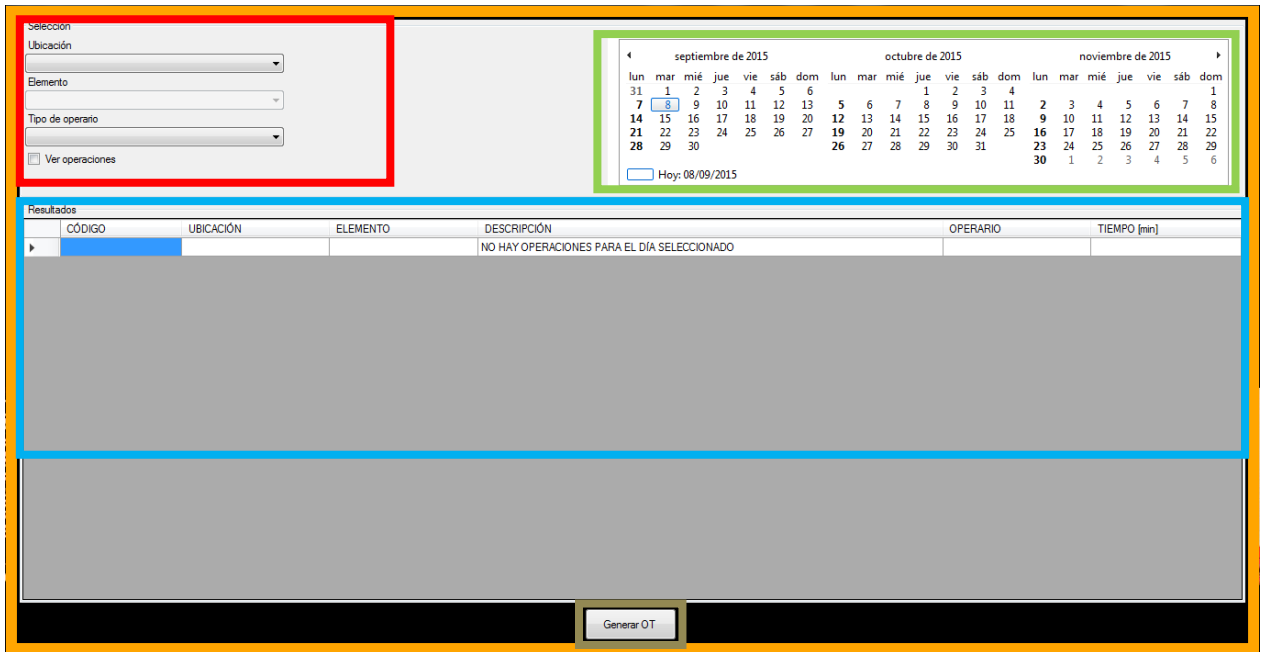 Selección
Ubicación
Elemento
Tipo de operario
Ver operaciones
septiembre de 2015 octubre de 2015 noviembre de 2015
lun mar mié jue vie sáb dom lun mar mié jue vie sáb dom lun mar mié jue vie sáb dom
31 1 2 3 4 5 6 1 2 3 4 1
7 8 9 10 11 12 13 5 6 7 8 9 10 11 2 3 4 5 6 7 8
14 15 16 17 18 19 20 12 13 14 15 16 17 18 9 10 11 12 13 14 15
21 22 23 24 25 26 27 19 20 21 22 23 24 25 16 17 18 19 20 21 22
28 29 30 26 27 28 29 30 31 23 24 25 26 27 28 29
30 1 2 3 4 5 6
Hoy: 08/09/2015
Resultados
CÓDIGO UBICACIÓN ELEMENTO DESCRIPCIÓN OPERARIO TIEMPO [min]
NO HAY OPERACIONES PARA EL DÍA SELECCIONADO
Generar OT